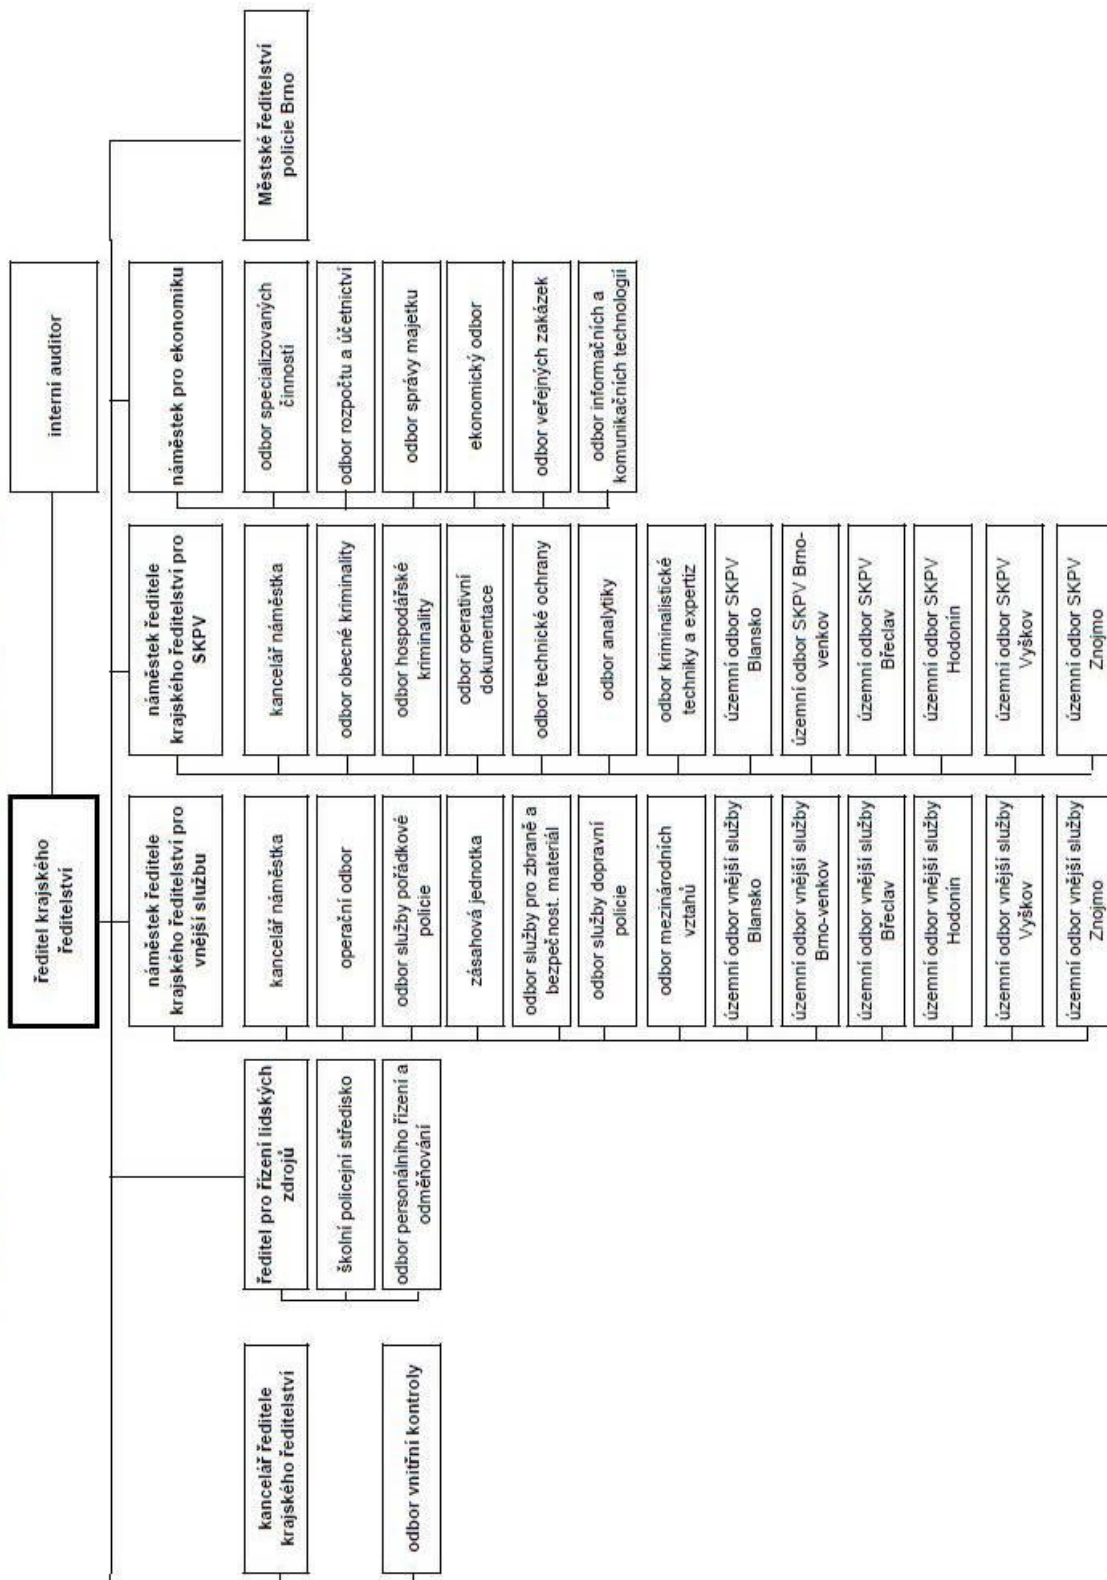 ředitel krajského
ředitelství
interní auditor
kancelář ředitele
krajského ředitelství
odbor vnitřní kontroly
ředitel pro řízení lidských
zdrojů
školní policejní středisko
odbor personálního řízení a
odměňování
náměstek ředitele
krajského ředitelství pro
vnější službu
kancelář náměstka
operační odbor
odbor služby pořádkové
policie
zásahová jednotka
odbor služby pro zbraně a
bezpečnost. materiál
odbor služby dopravní
policie
odbor mezinárodních
vztahů
územní odbor vnější služby
Blansko
územní odbor vnější služby
Brno-venkov
územní odbor vnější služby
Břeclav
územní odbor vnější služby
Hodonín
územní odbor vnější služby
Vyškov
územní odbor vnější služby
Znojmo
náměstek ředitele
krajského ředitelství pro
SKPV
kancelář náměstka
odbor obecné kriminality
odbor hospodářské
kriminality
odbor operativní
dokumentace
odbor technické ochrany
odbor analytiky
odbor kriminalistické
techniky a expertiz
územní odbor SKPV
Blansko
územní odbor SKPV Brno-
venkov
územní odbor SKPV
Břeclav
územní odbor SKPV
Hodonín
územní odbor SKPV
Vyškov
územní odbor SKPV
Znojmo
náměstek pro ekonomiku
odbor specializovaných
činností
odbor rozpočtu a účetnictví
odbor správy majetku
ekonomický odbor
odbor veřejných zakázek
odbor informačních a
komunikačních technologií
Městské ředitelství
policie Brno